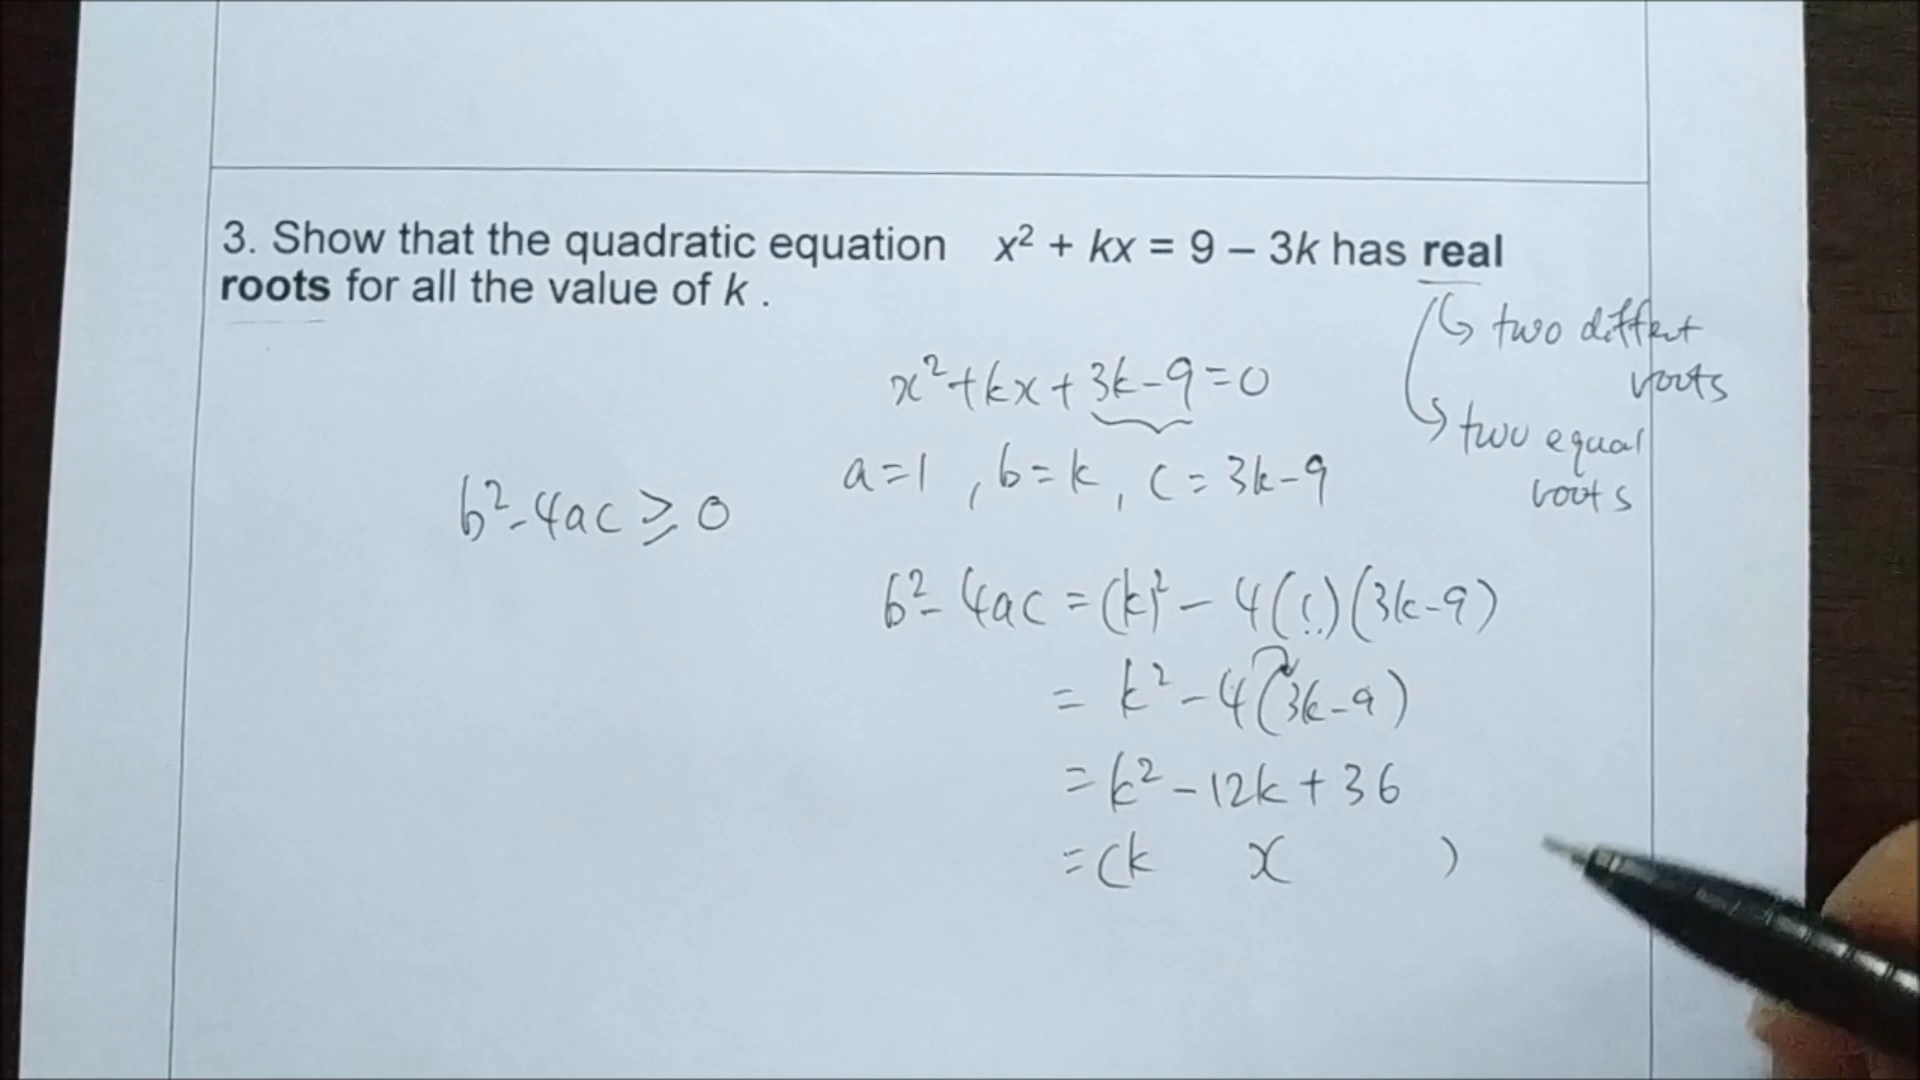 3. Show that the quadratic equation x² + kx = 9 – 3k has real
roots for all the value of k .
two diffent
roots
two equal
roots
x²+kx+3k-9=0
a=1 , b=k, c=3k-9
b²-4ac ≥ 0
b²-4ac = (k)² - 4(1)(3k-9)
= k² - 4(3k-9)
= k² - 12k + 36
= (k )( )